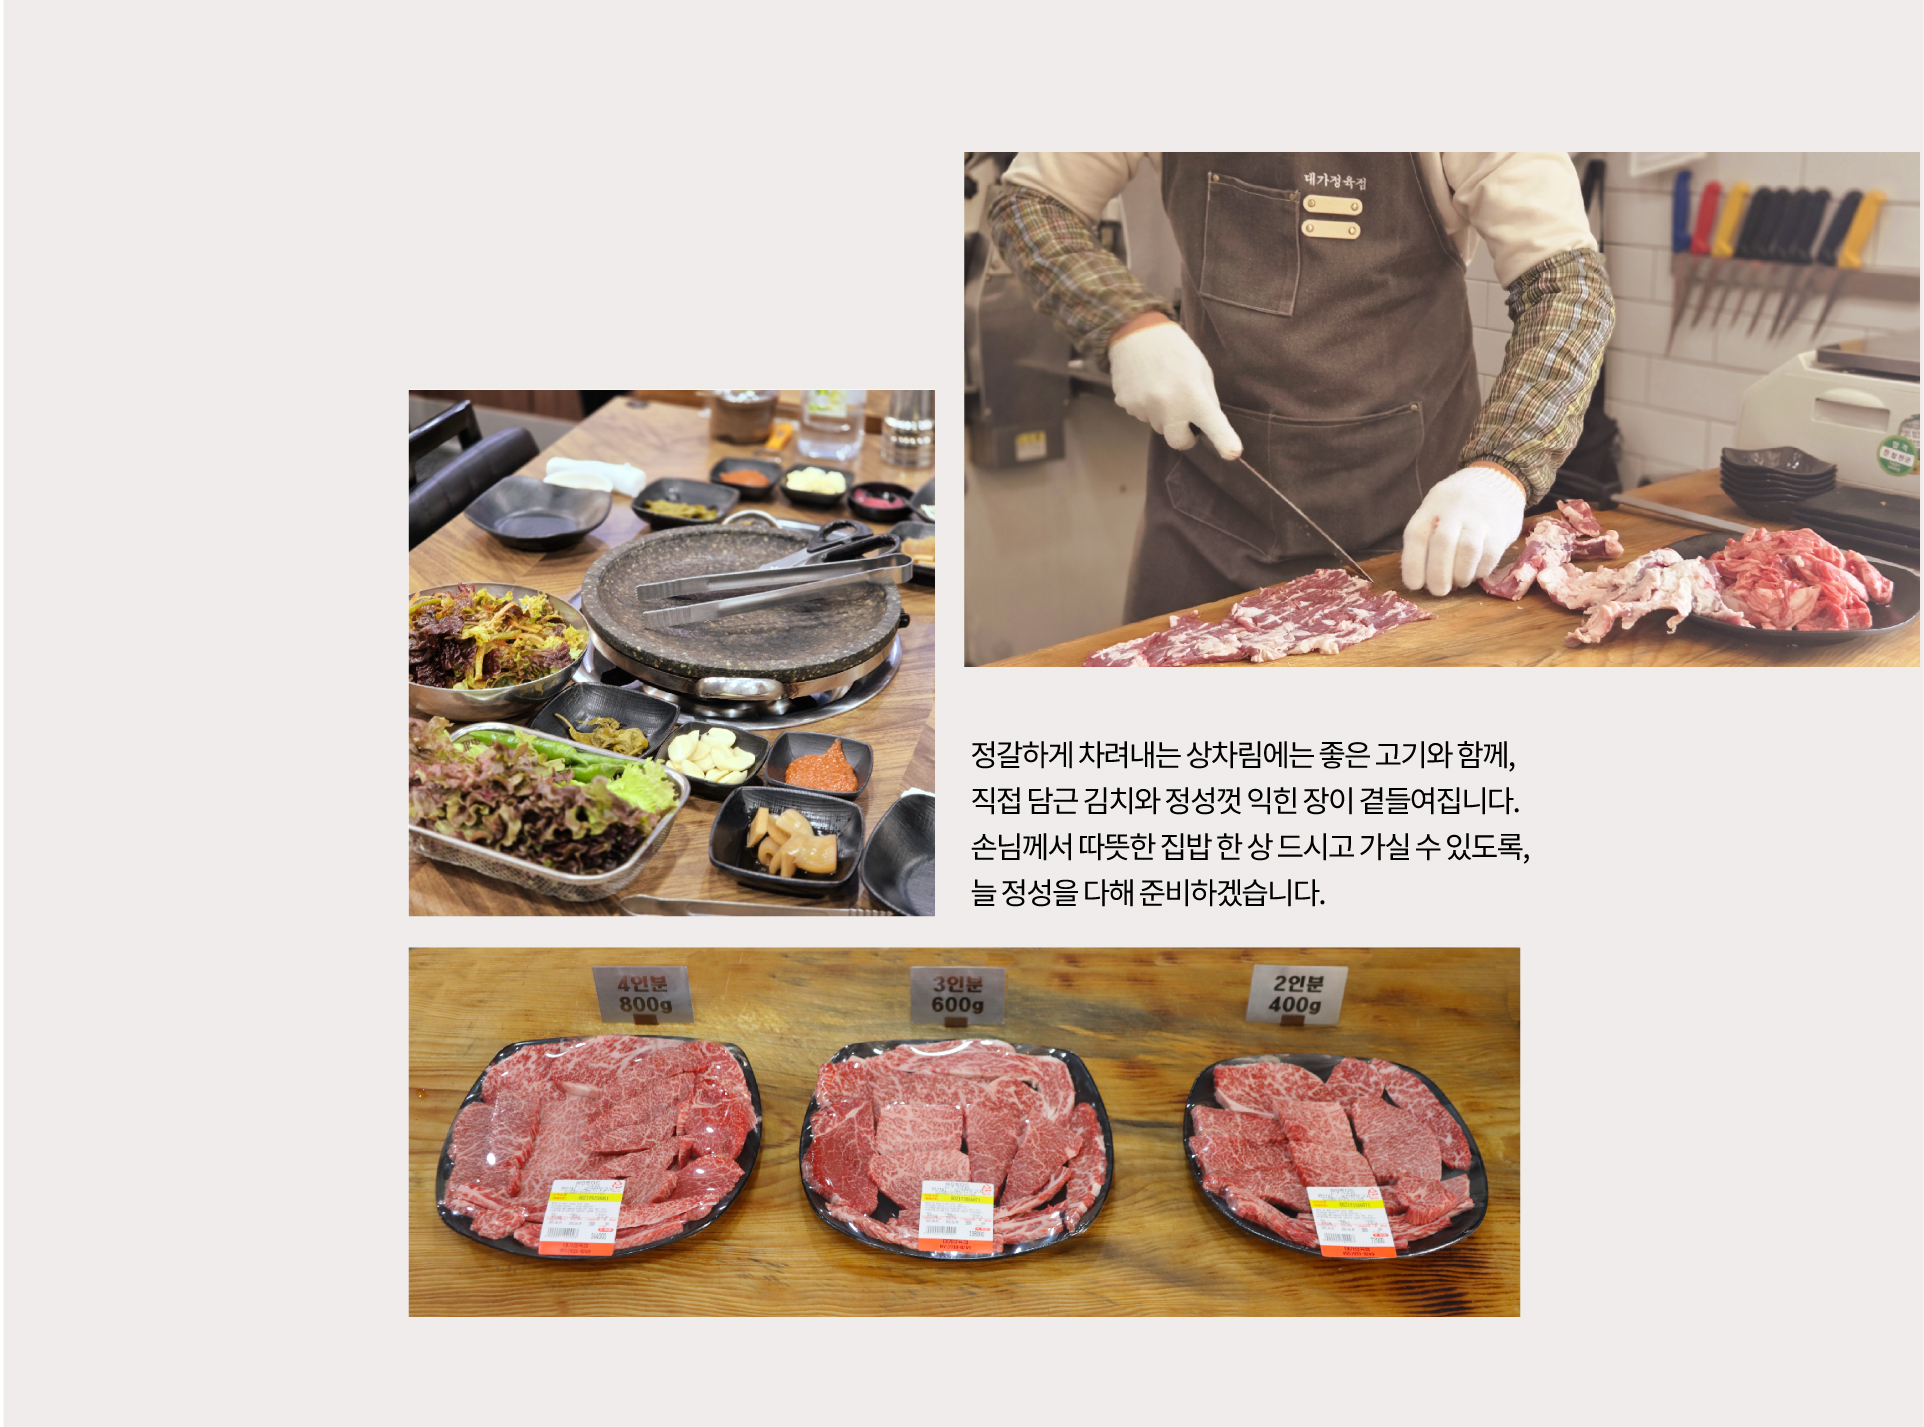 대가정육점
정갈하게 차려내는 상차림에는 좋은 고기와 함께,
직접 담근 김치와 정성껏 익힌 장이 곁들여집니다.
손님께서 따뜻한 집밥 한 상 드시고 가실 수 있도록,
늘 정성을 다해 준비하겠습니다.
4인분
800g
3인분
600g
2인분
400g